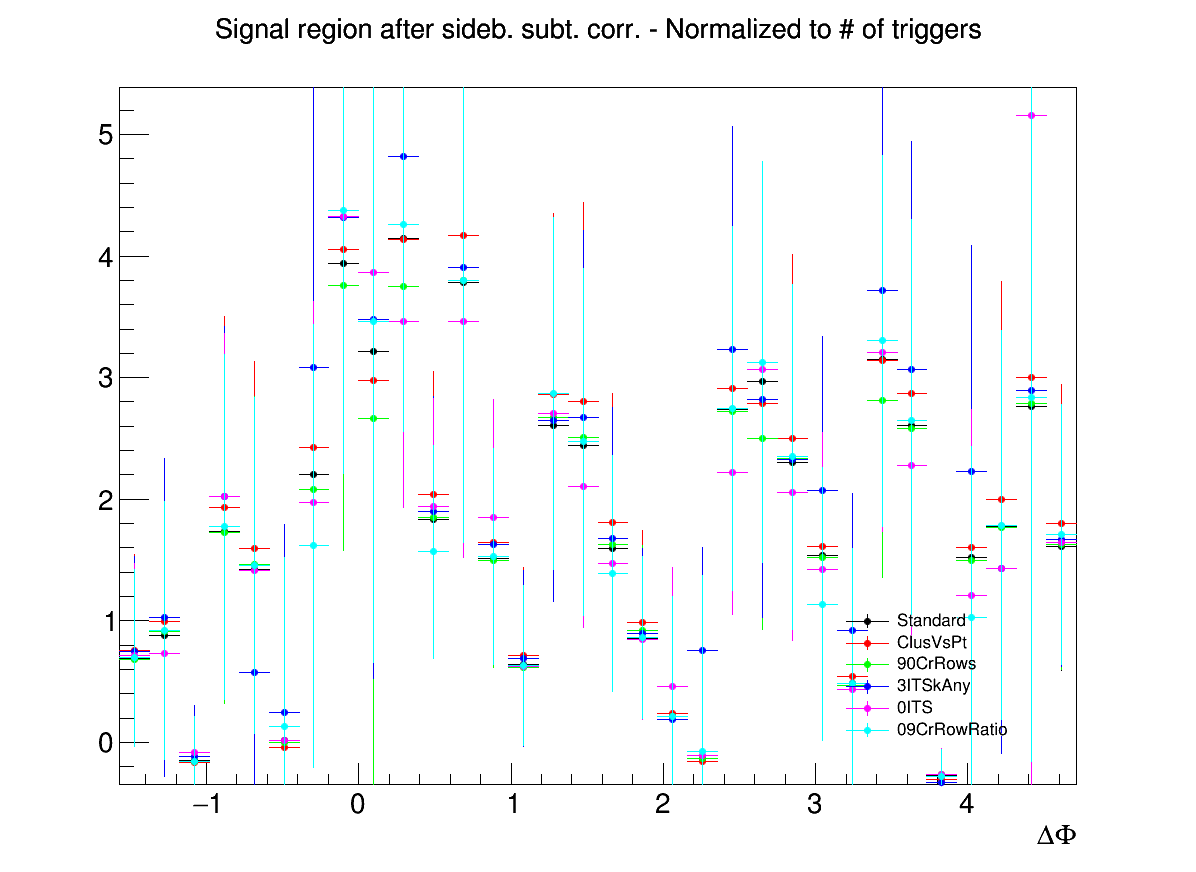 Signal region after sideb. subt. corr. - Normalized to # of triggers
5
4
3
2
1
0
Standard
ClusVsPt
90CrRows
3ITSkAny
0ITS
09CrRowRatio
−1 0 1 2 3 4
ΔΦ